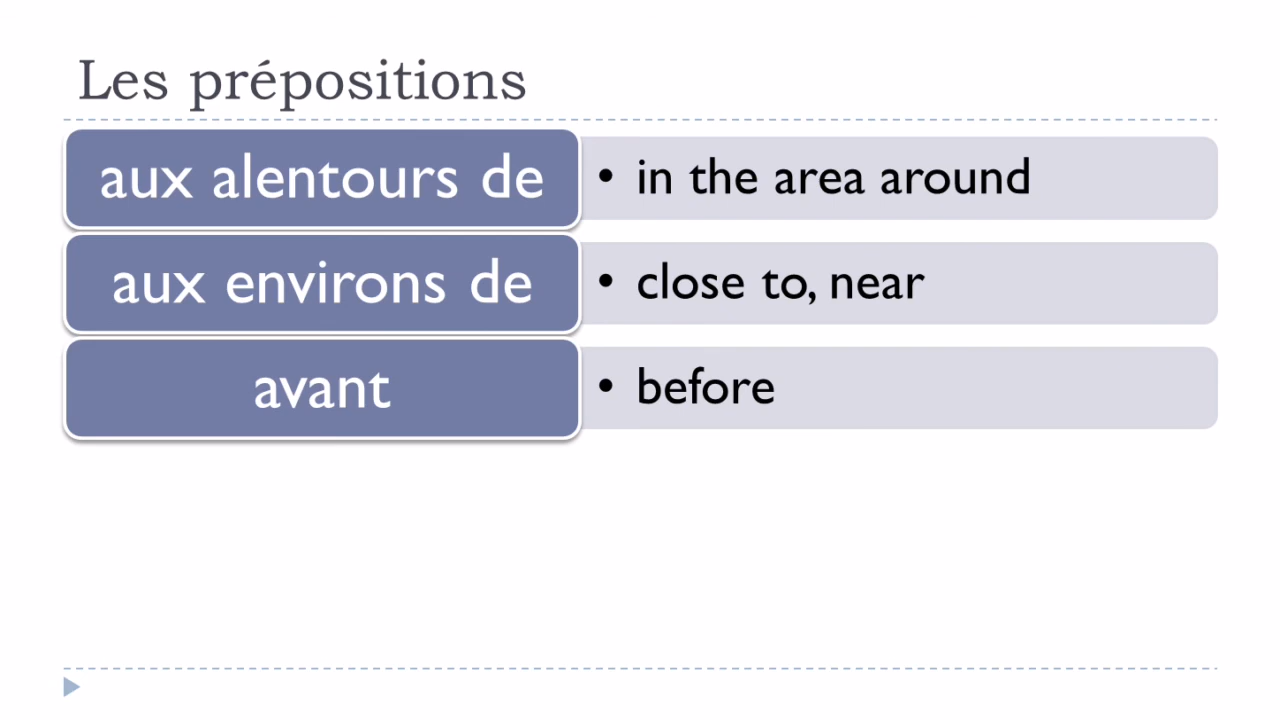 Les prépositions
aux alentours de
• in the area around
aux environs de
• close to, near
avant
• before